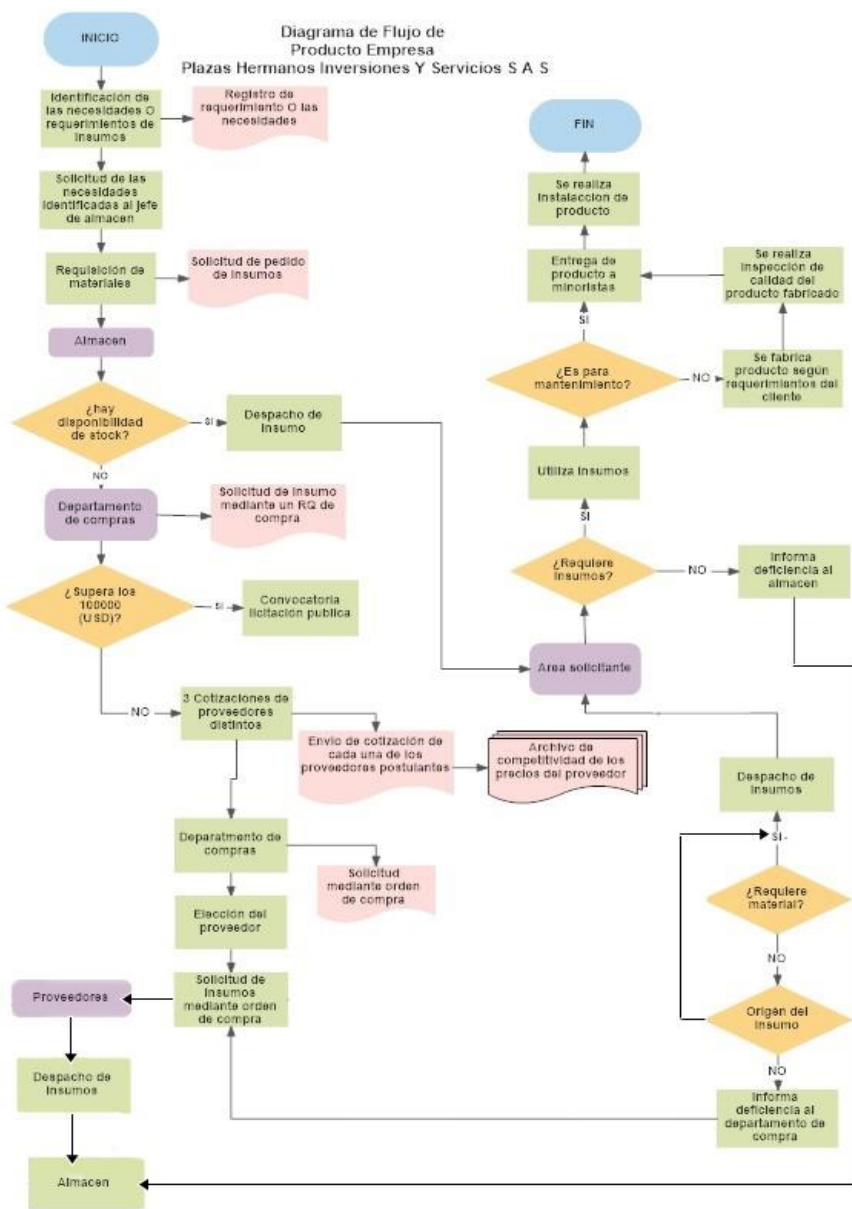 Diagrama de Flujo de
Producto Empresa
Plazas Hermanos Inversiones Y Servicios S A S
INICIO
Identificación de
las necesidades O
requerimientos de
insumos
Registro de
requerimiento O las
necesidades
Solicitud de las
necesidades
identificadas al jefe
de almacen
Requisición de
materiales
Solicitud de pedido
de insumos
Almacen
¿hay
disponibilidad
de stock?
SI
Despacho de
insumo
NO
Departamento
de compras
Solicitud de insumo
mediante un RQ de
compra
¿Supera los
100000
(USD)?
SI
Convocatoria
licitación publica
NO
3 Cotizaciones de
proveedores
distintos
Envio de cotización de
cada una de los
proveedores postulantes
Archivo de
competitividad de los
precios del proveedor
Departmento de
compras
Solicitud
mediante orden
de compra
Elección del
proveedor
Solicitud de
insumos
mediante orden
de compra
Proveedores
Despacho de
insumos
Almacen
FIN
Se realiza
instalaccion de
producto
Entrega de
producto a
minoristas
Se realiza
inspección de
calidad del
producto fabricado
SI
¿Es para
mantenimiento?
NO
Se fabrica
producto según
requerimientos del
cliente
Utiliza insumos
SI
¿Requiere
insumos?
NO
Informa
deficiencia al
almacen
Area solicitante
Despacho de
insumos
SI
¿Requiere
material?
NO
Origén del
insumo
NO
Informa
deficiencia al
departamento de
compra